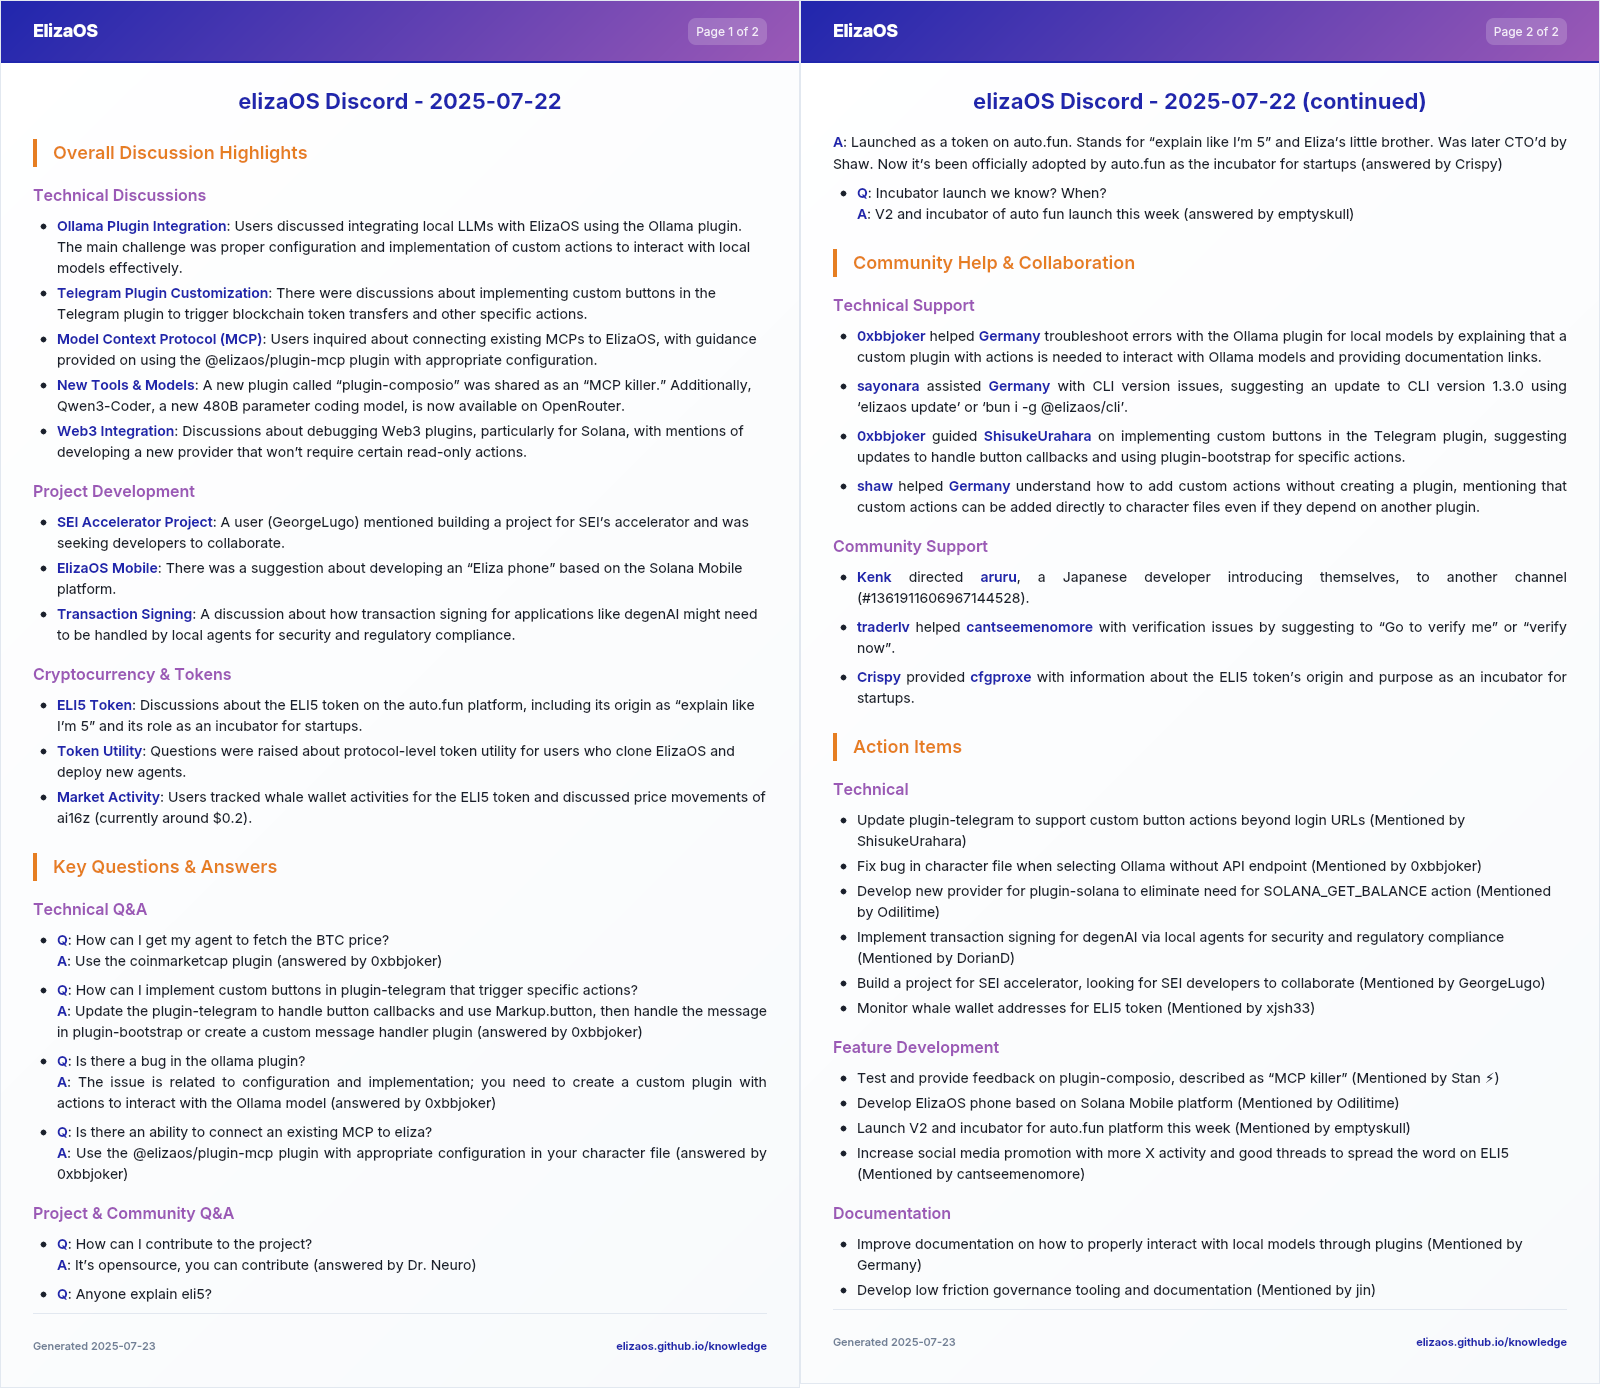 ElizaOS
Page 1 of 2
elizaOS Discord - 2025-07-22
Overall Discussion Highlights
Technical Discussions
• Ollama Plugin Integration: Users discussed integrating local LLMs with ElizaOS using the Ollama plugin.
The main challenge was proper configuration and implementation of custom actions to interact with local
models effectively.
• Telegram Plugin Customization: There were discussions about implementing custom buttons in the
Telegram plugin to trigger blockchain token transfers and other specific actions.
• Model Context Protocol (MCP): Users inquired about connecting existing MCPs to ElizaOS, with guidance
provided on using the @elizaos/plugin-mcp plugin with appropriate configuration.
• New Tools & Models: A new plugin called “plugin-composio” was shared as an “MCP killer.” Additionally,
Qwen3-Coder, a new 480B parameter coding model, is now available on OpenRouter.
• Web3 Integration: Discussions about debugging Web3 plugins, particularly for Solana, with mentions of
developing a new provider that won’t require certain read-only actions.
Project Development
• SEI Accelerator Project: A user (GeorgeLugo) mentioned building a project for SEI’s accelerator and was
seeking developers to collaborate.
• ElizaOS Mobile: There was a suggestion about developing an “Eliza phone” based on the Solana Mobile
platform.
• Transaction Signing: A discussion about how transaction signing for applications like degenAI might need
to be handled by local agents for security and regulatory compliance.
Cryptocurrency & Tokens
• ELI5 Token: Discussions about the ELI5 token on the auto.fun platform, including its origin as “explain like
I’m 5” and its role as an incubator for startups.
• Token Utility: Questions were raised about protocol-level token utility for users who clone ElizaOS and
deploy new agents.
• Market Activity: Users tracked whale wallet activities for the ELI5 token and discussed price movements of
ai16z (currently around $0.2).
Key Questions & Answers
Technical Q&A
• Q: How can I get my agent to fetch the BTC price?
A: Use the coinmarketcap plugin (answered by 0xbbjoker)
• Q: How can I implement custom buttons in plugin-telegram that trigger specific actions?
A: Update the plugin-telegram to handle button callbacks and use Markup.button, then handle the message
in plugin-bootstrap or create a custom message handler plugin (answered by 0xbbjoker)
• Q: Is there a bug in the ollama plugin?
A: The issue is related to configuration and implementation; you need to create a custom plugin with
actions to interact with the Ollama model (answered by 0xbbjoker)
• Q: Is there an ability to connect an existing MCP to eliza?
A: Use the @elizaos/plugin-mcp plugin with appropriate configuration in your character file (answered by
0xbbjoker)
Project & Community Q&A
• Q: How can I contribute to the project?
A: It’s opensource, you can contribute (answered by Dr. Neuro)
• Q: Anyone explain eli5?
Generated 2025-07-23
elizaos.github.io/knowledge
ElizaOS
Page 2 of 2
elizaOS Discord - 2025-07-22 (continued)
A: Launched as a token on auto.fun. Stands for “explain like I’m 5” and Eliza’s little brother. Was later CTO’d by
Shaw. Now it’s been officially adopted by auto.fun as the incubator for startups (answered by Crispy)
• Q: Incubator launch we know? When?
A: V2 and incubator of auto fun launch this week (answered by emptyskull)
Community Help & Collaboration
Technical Support
• 0xbbjoker helped Germany troubleshoot errors with the Ollama plugin for local models by explaining that a
custom plugin with actions is needed to interact with Ollama models and providing documentation links.
• sayonara assisted Germany with CLI version issues, suggesting an update to CLI version 1.3.0 using
‘elizaos update’ or ‘bun i -g @elizaos/cli’.
• 0xbbjoker guided ShisukeUrahara on implementing custom buttons in the Telegram plugin, suggesting
updates to handle button callbacks and using plugin-bootstrap for specific actions.
• shaw helped Germany understand how to add custom actions without creating a plugin, mentioning that
custom actions can be added directly to character files even if they depend on another plugin.
Community Support
• Kenk directed aruru, a Japanese developer introducing themselves, to another channel
(#1361911606967144528).
• traderlv helped cantseemenomore with verification issues by suggesting to “Go to verify me” or “verify
now”.
• Crispy provided cfgproxe with information about the ELI5 token’s origin and purpose as an incubator for
startups.
Action Items
Technical
• Update plugin-telegram to support custom button actions beyond login URLs (Mentioned by
ShisukeUrahara)
• Fix bug in character file when selecting Ollama without API endpoint (Mentioned by 0xbbjoker)
• Develop new provider for plugin-solana to eliminate need for SOLANA_GET_BALANCE action (Mentioned
by Odilitime)
• Implement transaction signing for degenAI via local agents for security and regulatory compliance
(Mentioned by DorianD)
• Build a project for SEI accelerator, looking for SEI developers to collaborate (Mentioned by GeorgeLugo)
• Monitor whale wallet addresses for ELI5 token (Mentioned by xjsh33)
Feature Development
• Test and provide feedback on plugin-composio, described as “MCP killer” (Mentioned by Stan ⚡)
• Develop ElizaOS phone based on Solana Mobile platform (Mentioned by Odilitime)
• Launch V2 and incubator for auto.fun platform this week (Mentioned by emptyskull)
• Increase social media promotion with more X activity and good threads to spread the word on ELI5
(Mentioned by cantseemenomore)
Documentation
• Improve documentation on how to properly interact with local models through plugins (Mentioned by
Germany)
• Develop low friction governance tooling and documentation (Mentioned by jin)
Generated 2025-07-23
elizaos.github.io/knowledge